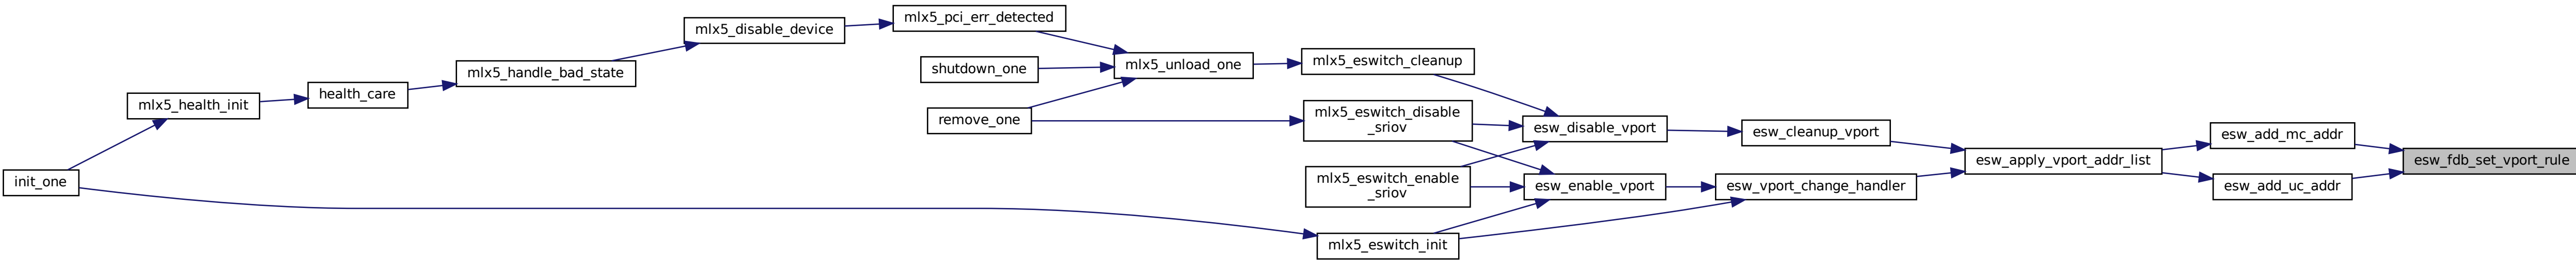 mlx5_pci_err_detected
mlx5_disable_device
mlx5_eswitch_cleanup
mlx5_unload_one
shutdown_one
mlx5_handle_bad_state
health_care
mlx5_health_init
mlx5_eswitch_disable
_sriov
remove_one
esw_disable_vport
esw_cleanup_vport
esw_add_mc_addr
esw_apply_vport_addr_list
esw_fdb_set_vport_rule
init_one
mlx5_eswitch_enable
_sriov
esw_enable_vport
esw_vport_change_handler
esw_add_uc_addr
mlx5_eswitch_init